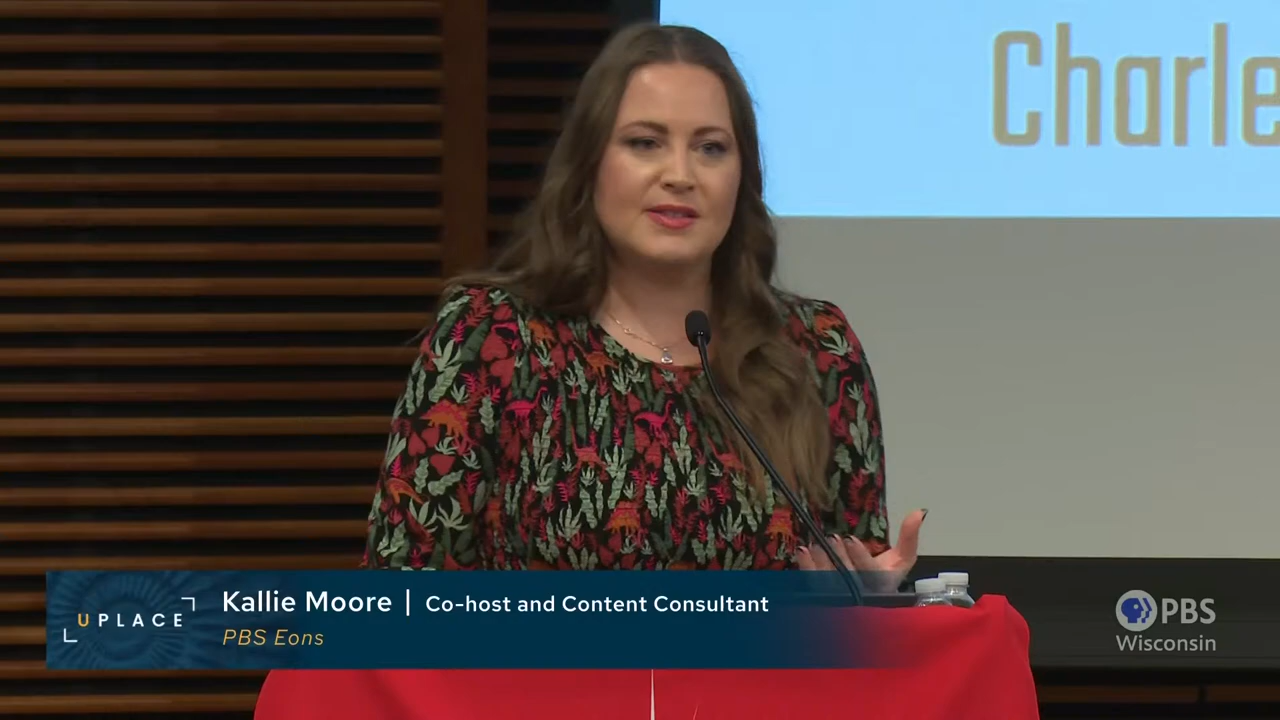 Charle
UPLACE
Kallie Moore | Co-host and Content Consultant
PBS Eons
PBS
Wisconsin